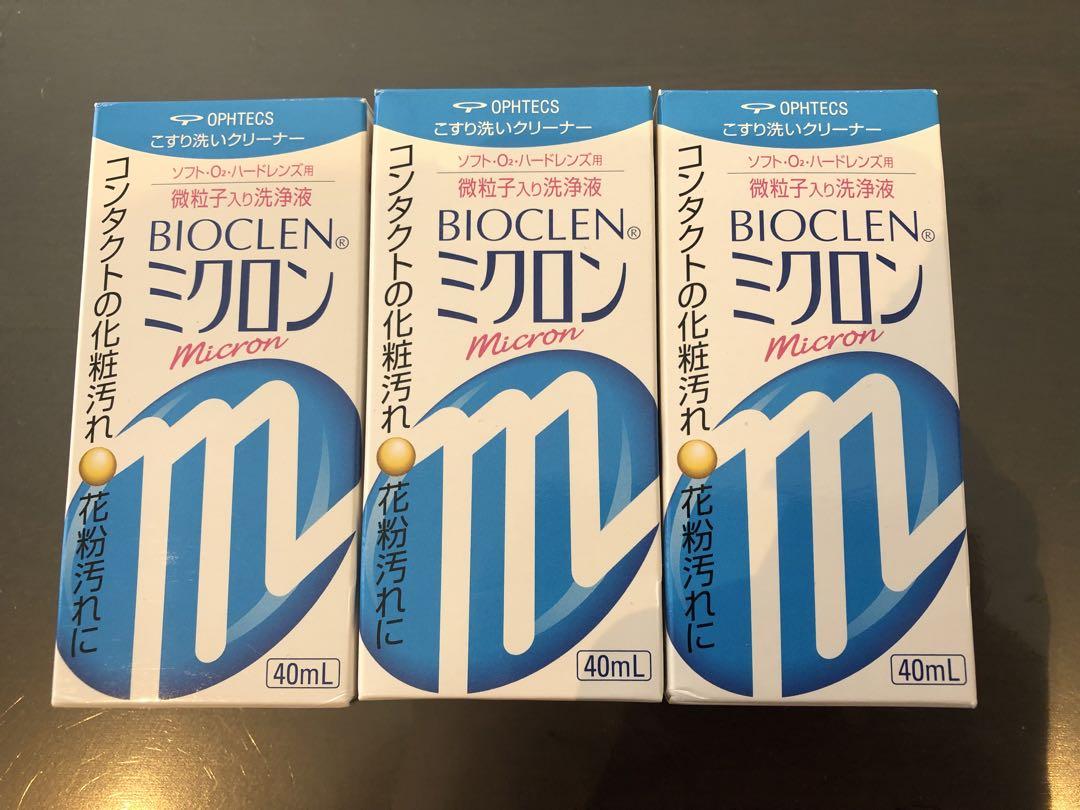 OPHTECS
こすり洗いクリーナー
ソフト・O₂・ハードレンズ用
微粒子入り洗浄液
BIOCLEN®
ミクロン
micron
コンタクトの化粧汚れ
花粉汚れに
m
40mL
OPHTECS
こすり洗いクリーナー
ソフト・O₂・ハードレンズ用
微粒子入り洗浄液
BIOCLEN®
ミクロン
micron
コンタクトの化粧汚れ
花粉汚れに
m
40mL
OPHTECS
こすり洗いクリーナー
ソフト・O₂・ハードレンズ用
微粒子入り洗浄液
BIOCLEN®
ミクロン
micron
コンタクトの化粧汚れ
花粉汚れに
m
40mL